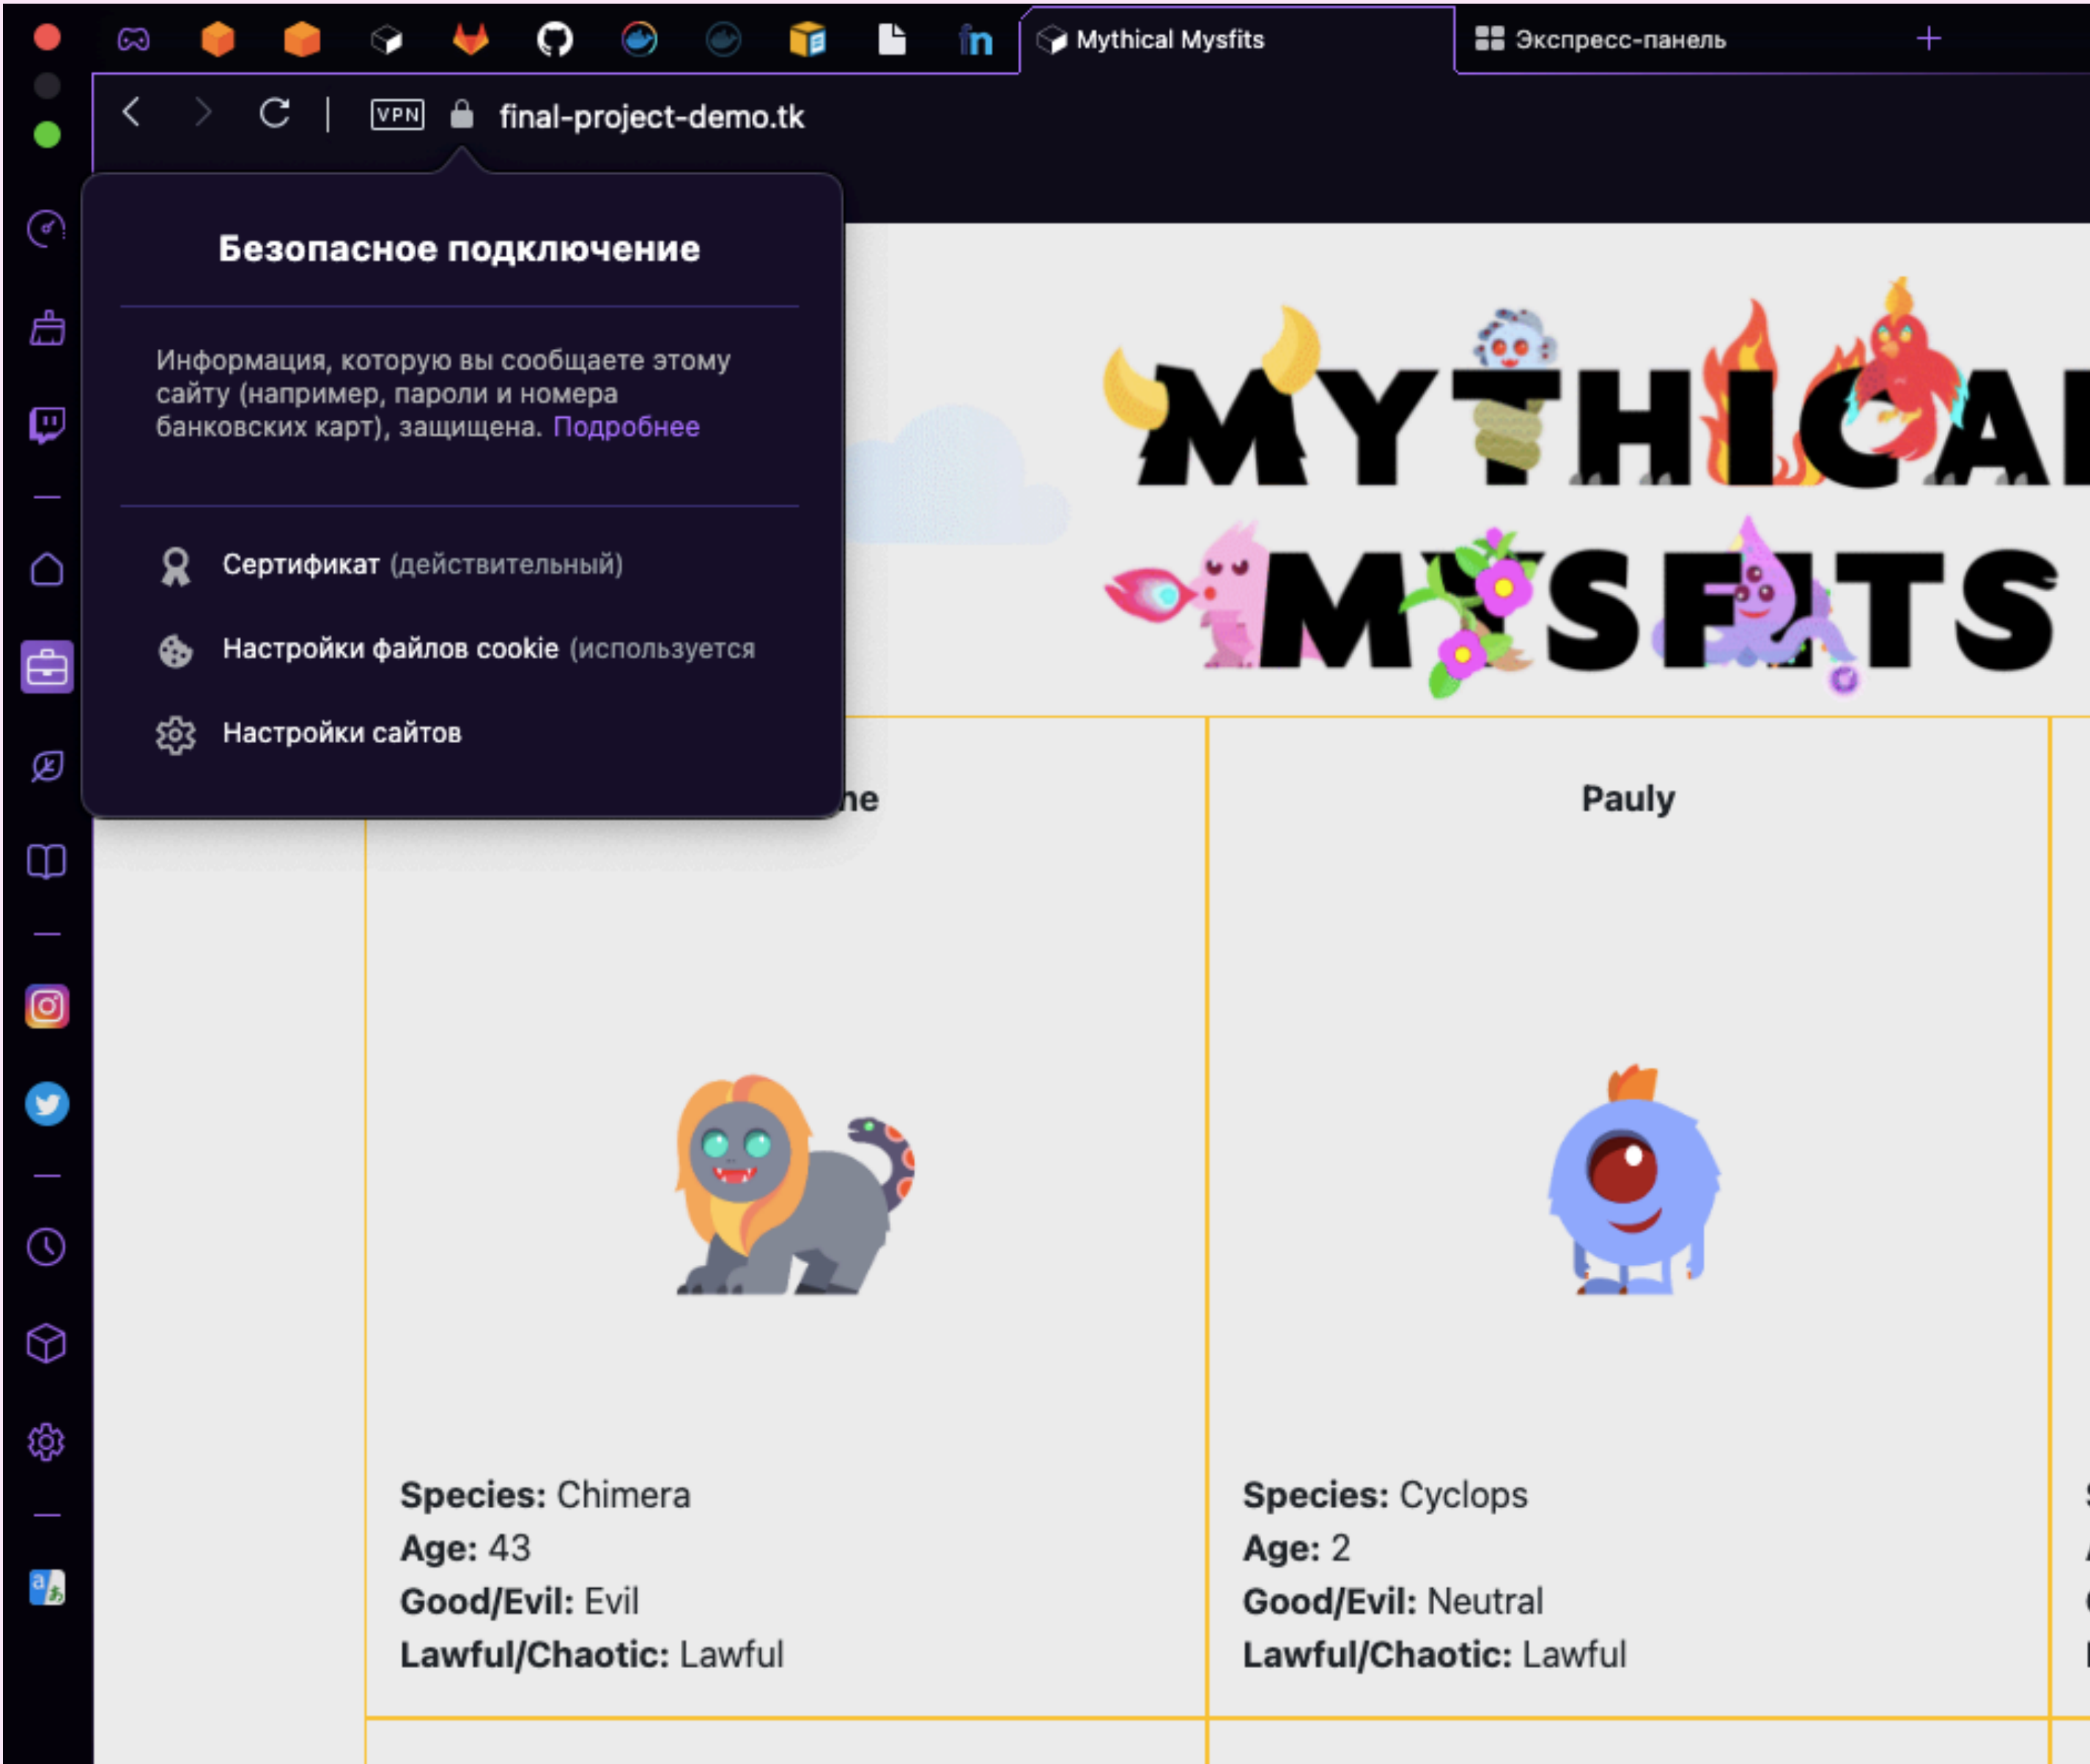 Mythical Mysfits
Экспресс-панель
VPN
final-project-demo.tk
Безопасное подключение
Информация, которую вы сообщаете этому
сайту (например, пароли и номера
банковских карт), защищена. Подробнее
Сертификат (действительный)
Настройки файлов cookie (используется
Настройки сайтов
MYTHICAL
MYSFITS
ne
Pauly
Species: Chimera
Age: 43
Good/Evil: Evil
Lawful/Chaotic: Lawful
Species: Cyclops
Age: 2
Good/Evil: Neutral
Lawful/Chaotic: Lawful